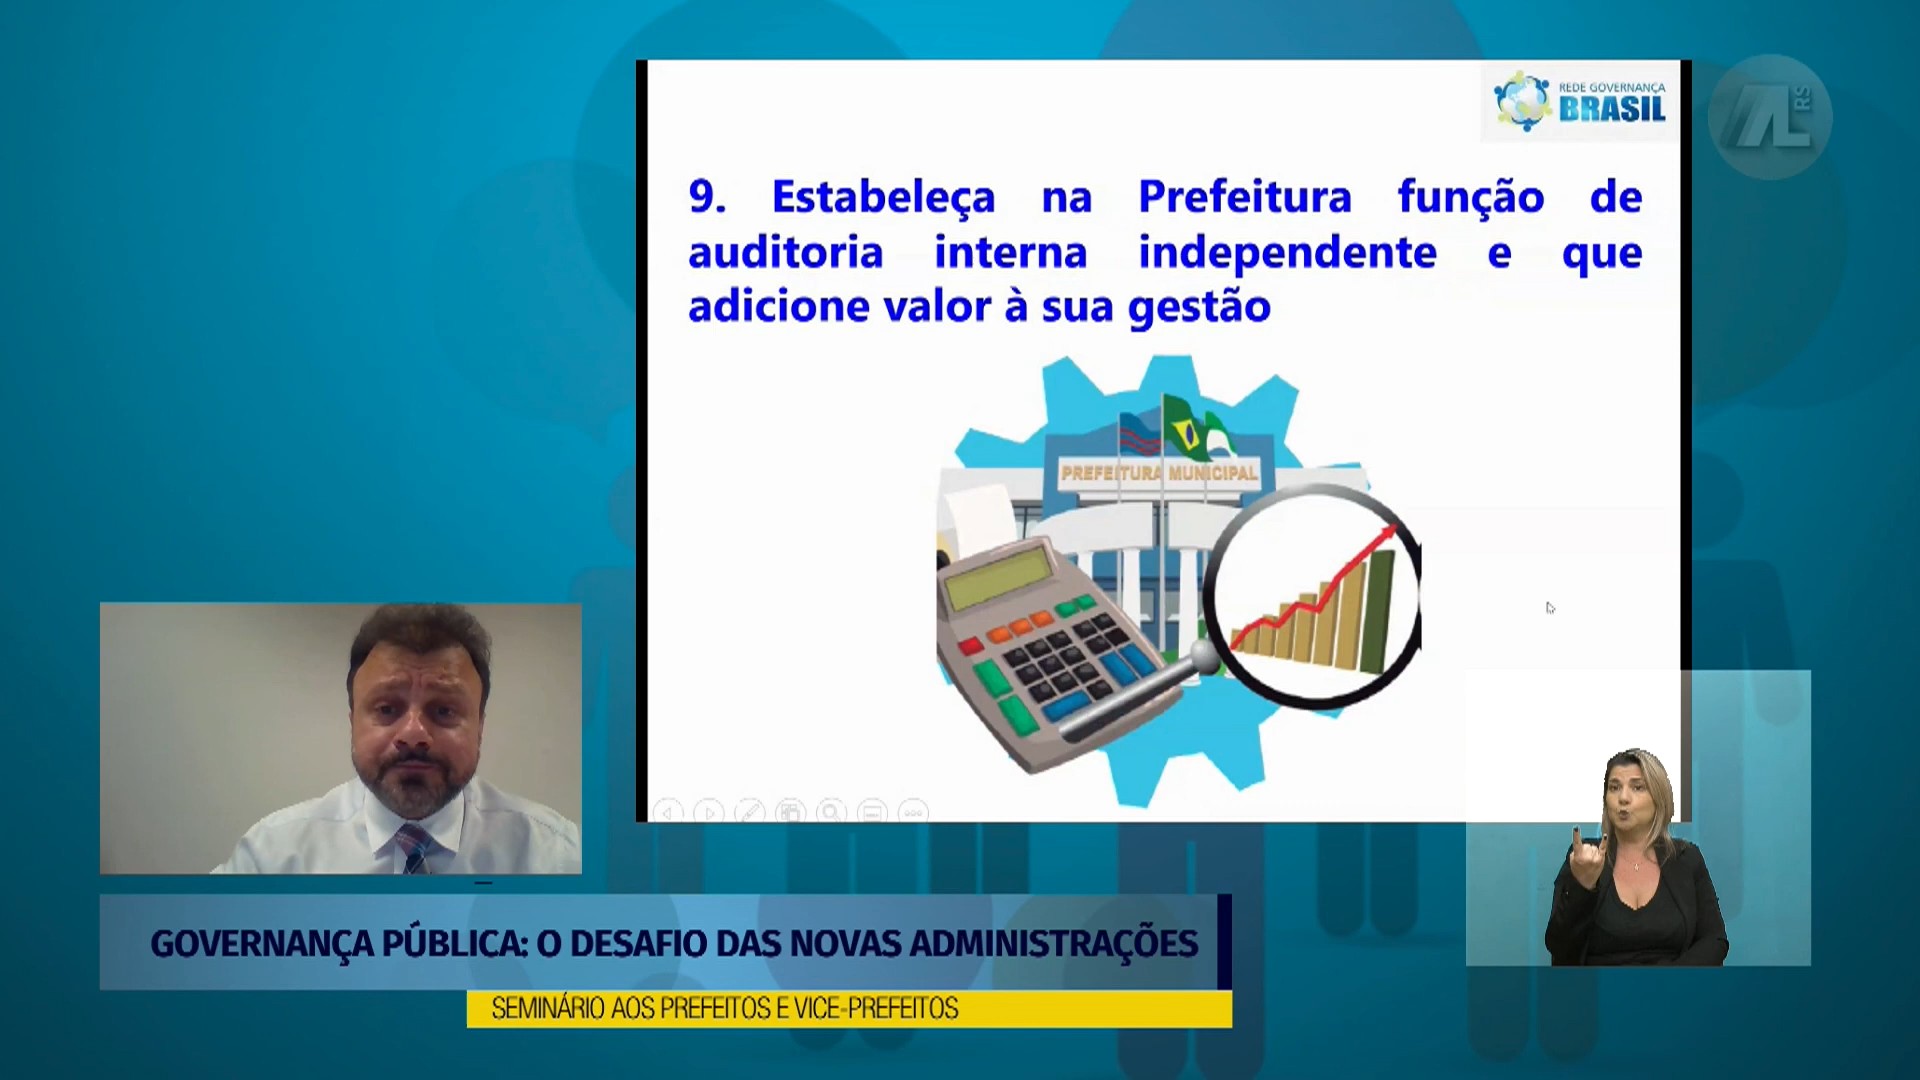 REDE GOVERNANÇA
BRASIL
ALRS
9. Estabeleça na Prefeitura função de
auditoria interna independente e que
adicione valor à sua gestão
PREFEITURA MUNICIPAL
GOVERNANÇA PÚBLICA: O DESAFIO DAS NOVAS ADMINISTRAÇÕES
SEMINÁRIO AOS PREFEITOS E VICE-PREFEITOS